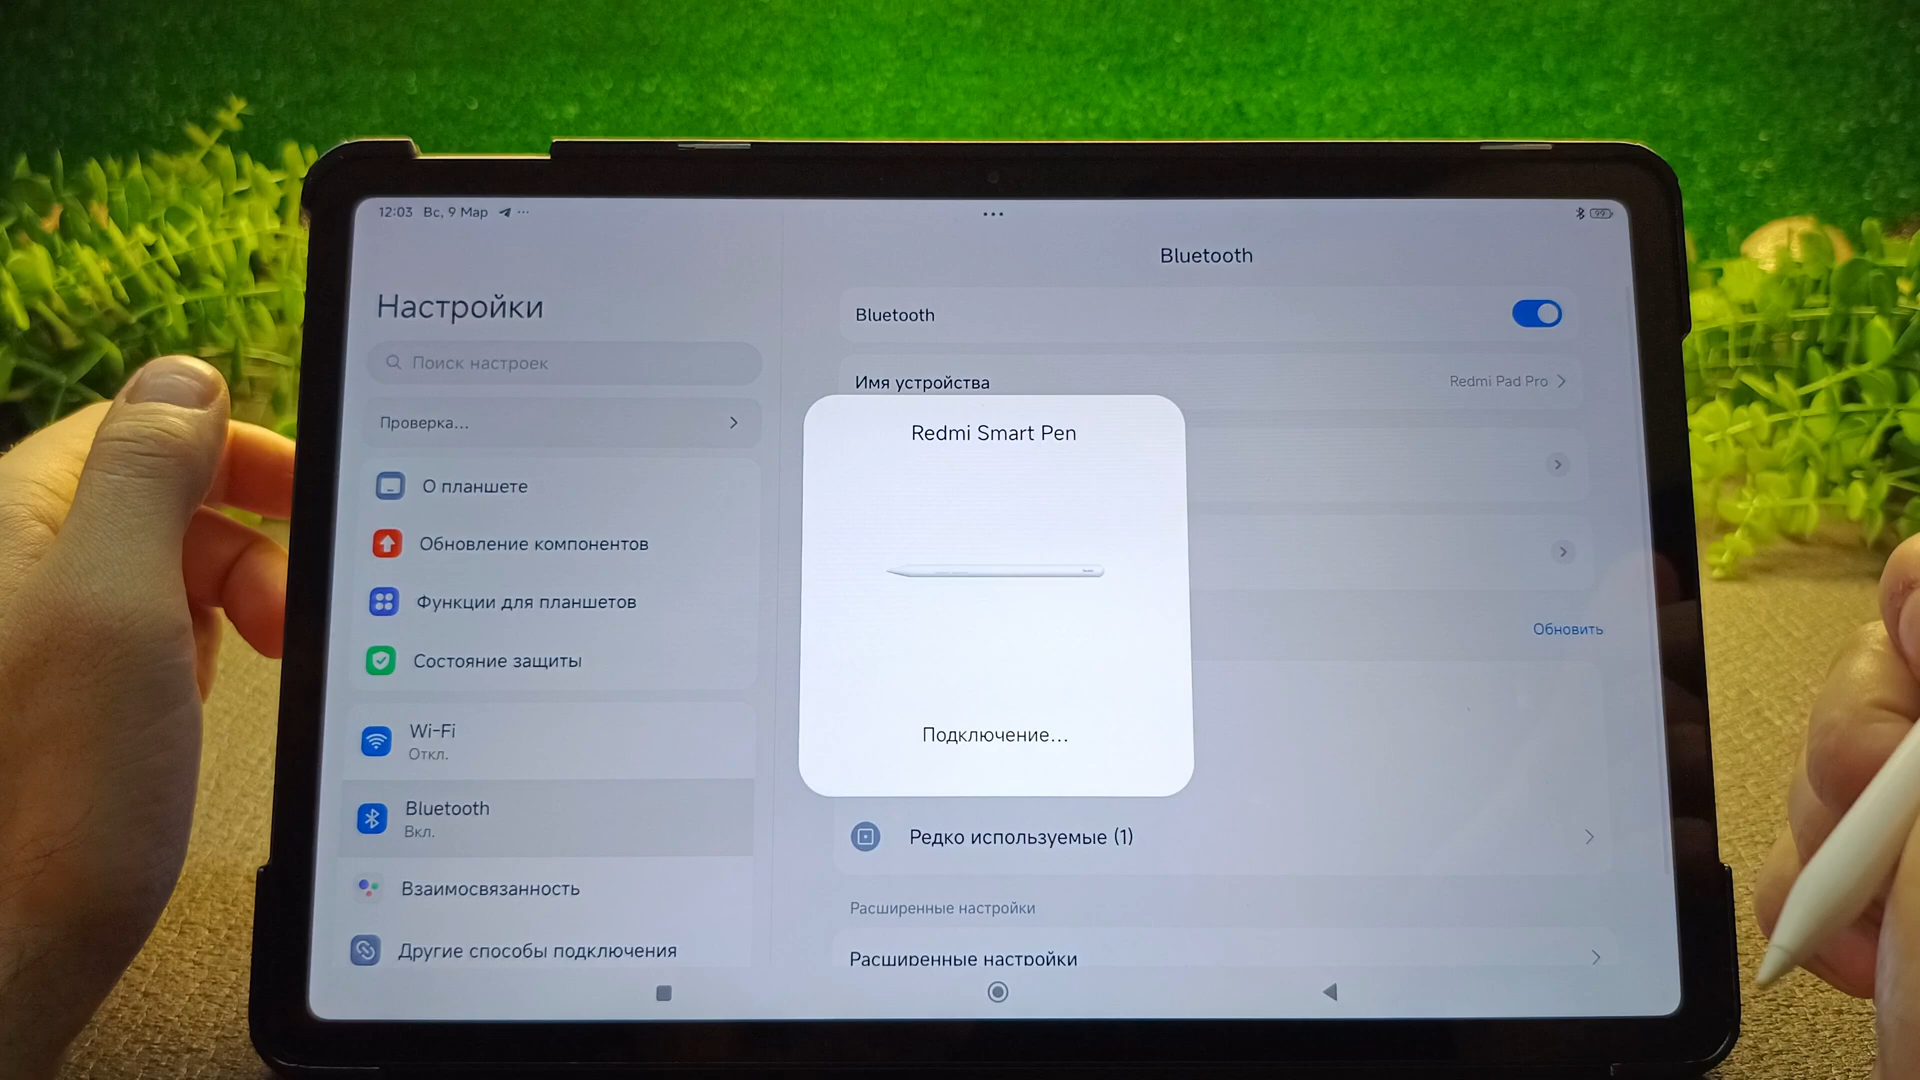 12:03 Вс, 9 Мар
99
Настройки
Поиск настроек
Проверка...
О планшете
Обновление компонентов
Функции для планшетов
Состояние защиты
Wi-Fi
Откл.
Bluetooth
Вкл.
Взаимосвязанность
Другие способы подключения
Bluetooth
Bluetooth
Имя устройства
Redmi Pad Pro
Redmi Smart Pen
Подключение...
Обновить
Редко используемые (1)
Расширенные настройки
Расширенные настройки